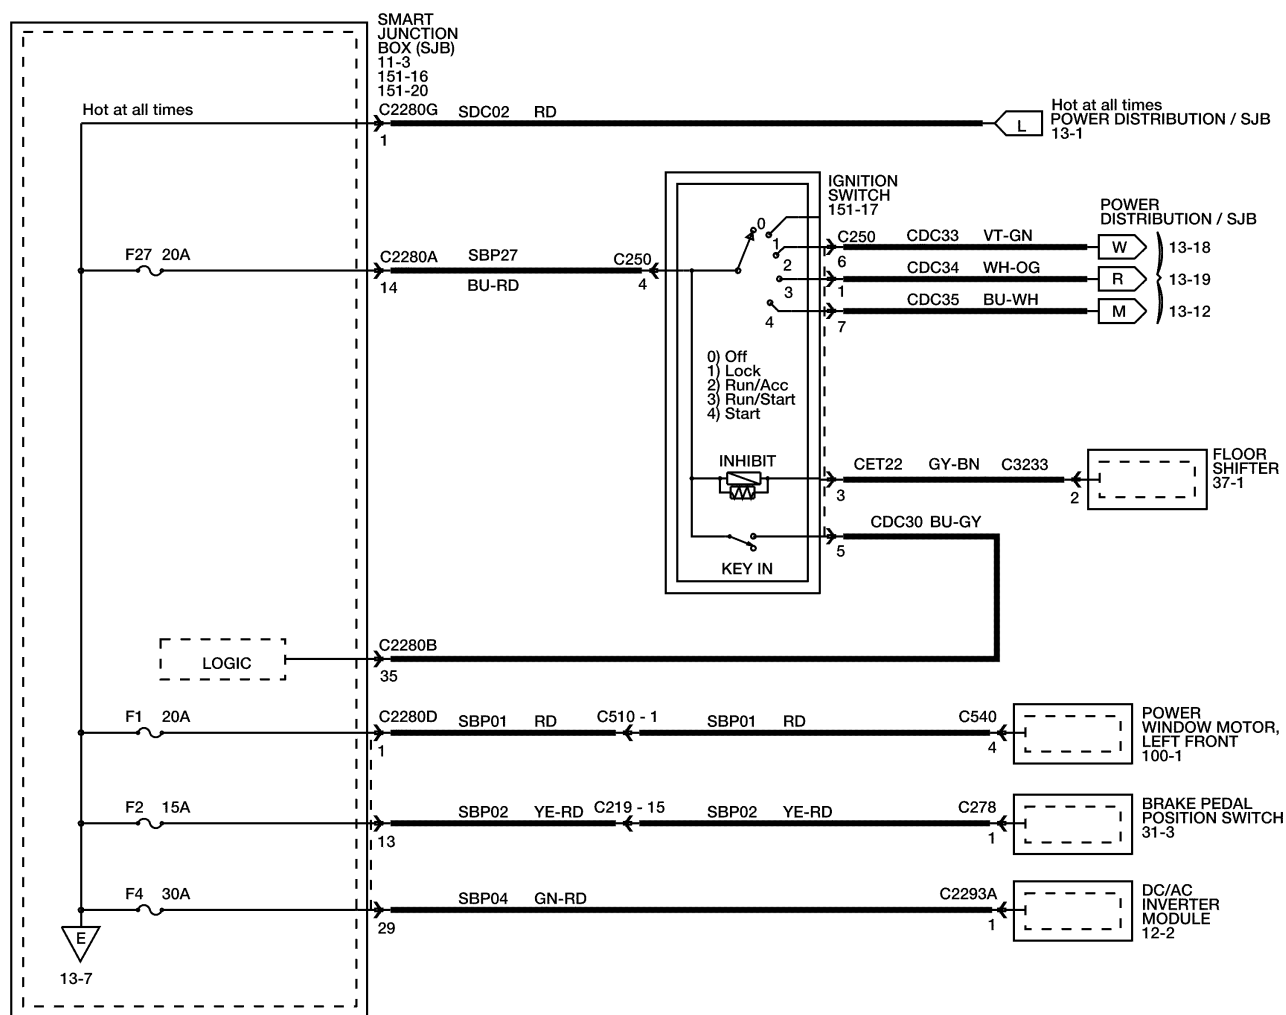 SMART
JUNCTION
BOX (SJB)
11-3
151-16
151-20
Hot at all times
C2280G
SDC02 RD
1
L
Hot at all times
POWER DISTRIBUTION / SJB
13-1
IGNITION
SWITCH
151-17
POWER
DISTRIBUTION / SJB
F27 20A
C2280A
14
SBP27
BU-RD
C250
4
0
1
2
3
4
C250
6
CDC33 VT-GN
W
13-18
1
CDC34 WH-OG
R
13-19
7
CDC35 BU-WH
M
13-12
0) Off
1) Lock
2) Run/Acc
3) Run/Start
4) Start
INHIBIT
3
CET22 GY-BN C3233
2
FLOOR
SHIFTER
37-1
KEY IN
5
CDC30 BU-GY
LOGIC
C2280B
35
F1 20A
C2280D
1
SBP01 RD
C510 - 1
SBP01 RD
C540
4
POWER
WINDOW MOTOR,
LEFT FRONT
100-1
F2 15A
13
SBP02 YE-RD
C219 - 15
SBP02 YE-RD
C278
1
BRAKE PEDAL
POSITION SWITCH
31-3
F4 30A
29
SBP04 GN-RD
C2293A
1
DC/AC
INVERTER
MODULE
12-2
E
13-7